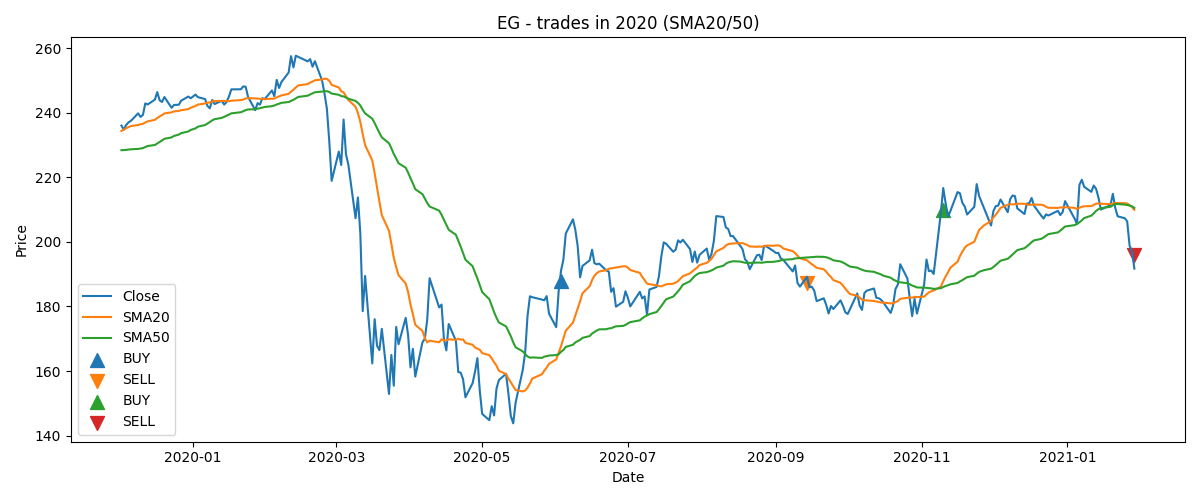 EG - trades in 2020 (SMA20/50)
260
240
220
200
180
160
140
Price
Close
SMA20
SMA50
BUY
SELL
BUY
SELL
2020-01
2020-03
2020-05
2020-07
2020-09
2020-11
2021-01
Date